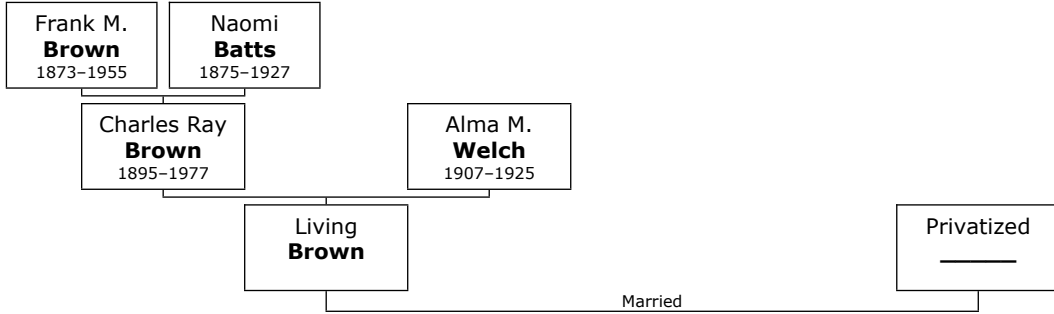 Frank M.
Brown
1873–1955
Naomi
Batts
1875–1927
Charles Ray
Brown
1895–1977
Alma M.
Welch
1907–1925
Living
Brown
Privatized
_____
Married